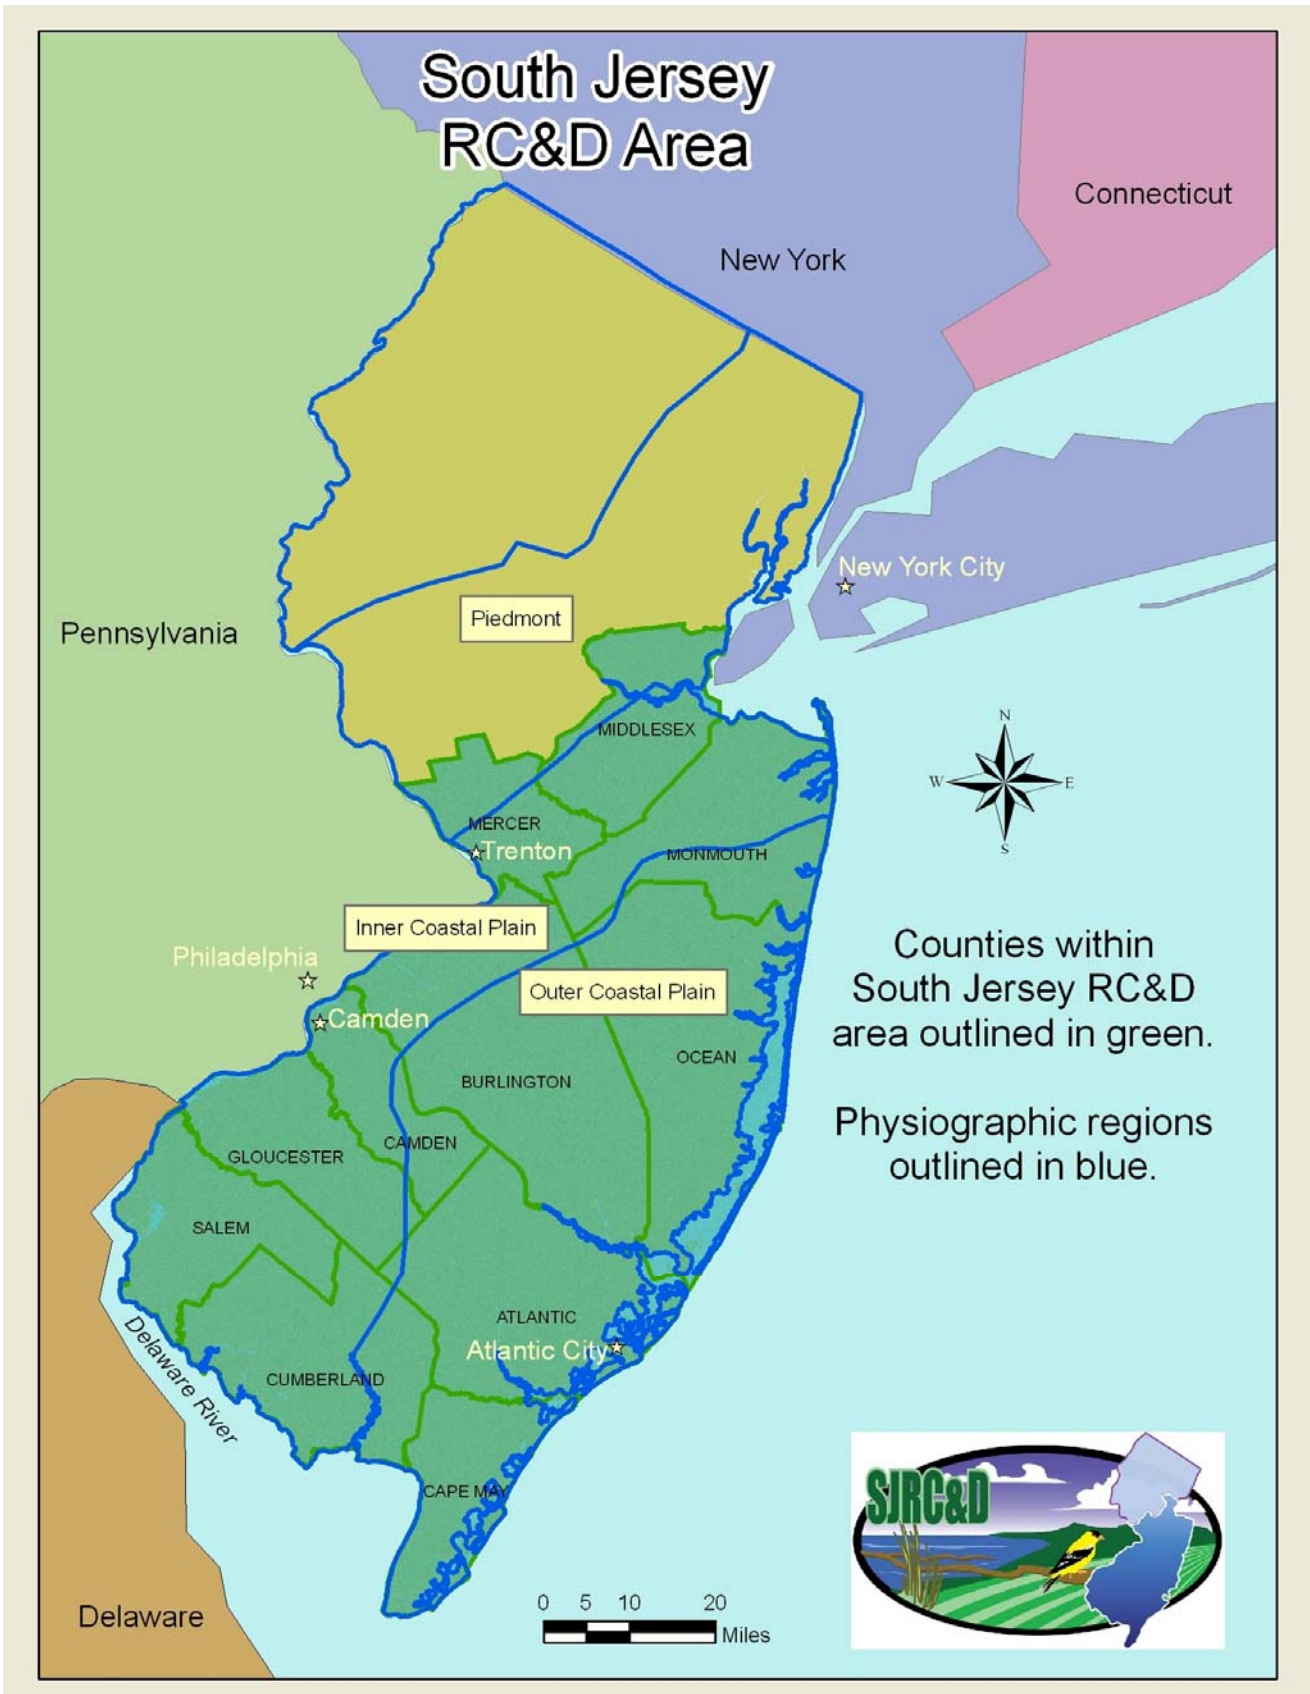 South Jersey
RC&D Area
Connecticut
New York
New York City
Piedmont
Pennsylvania
N
MIDDLESEX
W
E
MERCER
S
Trenton
MONMOUTH
Inner Coastal Plain
Philadelphia
Outer Coastal Plain
Camden
Counties within
South Jersey RC&D
area outlined in green.
OCEAN
BURLINGTON
Physiographic regions
outlined in blue.
CAMDEN
GLOUCESTER
SALEM
ATLANTIC
Atlantic City
Delaware River
CUMBERLAND
CAPE MAY
SJRC&D
Delaware
0 5 10 20
Miles